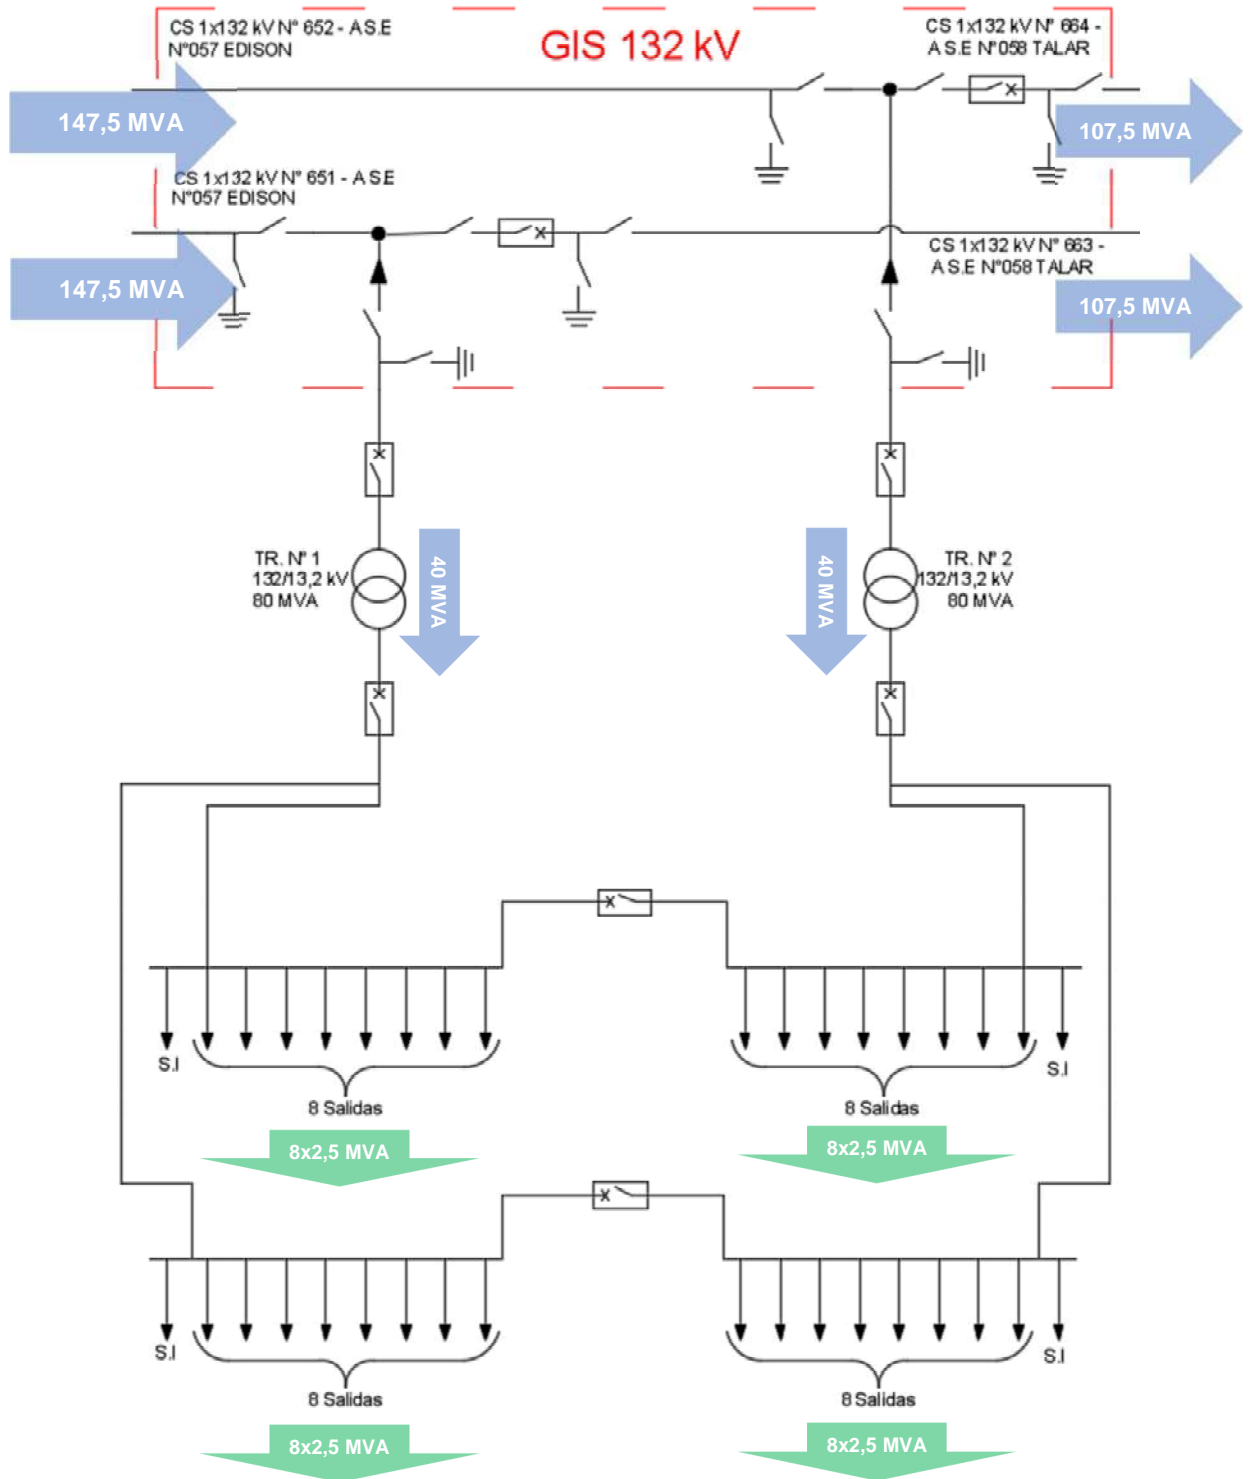 CS 1x132 kV N° 652 - A S.E
N°057 EDISON
GIS 132 kV
CS 1x132 kV N° 664 -
A S.E N°058 TALAR
147,5 MVA
107,5 MVA
CS 1x132 kV N° 651 - A S.E
N°057 EDISON
CS 1x132 kV N° 663 -
A S.E N°058 TALAR
147,5 MVA
107,5 MVA
TR. N° 1
132/13,2 kV
80 MVA
40 MVA
40 MVA
TR. N° 2
132/13,2 kV
80 MVA
S.I
S.I
8 Salidas
8 Salidas
8x2,5 MVA
8x2,5 MVA
S.I
S.I
8 Salidas
8 Salidas
8x2,5 MVA
8x2,5 MVA